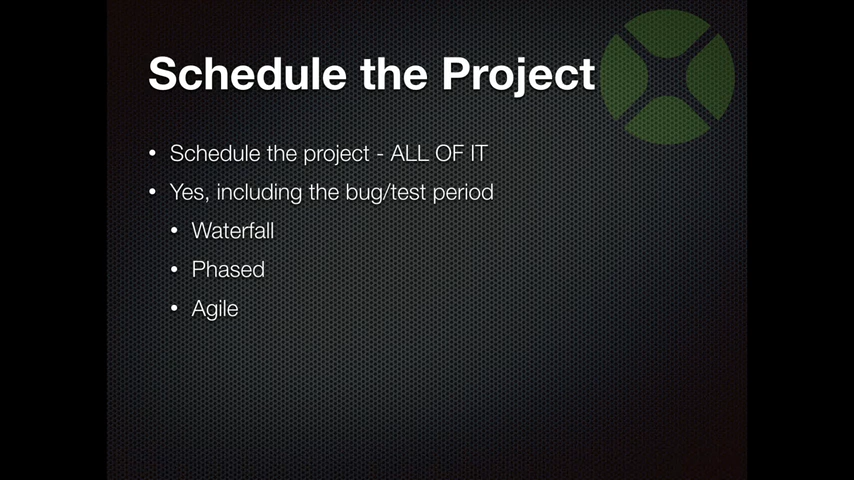 Schedule the Project
• Schedule the project - ALL OF IT
• Yes, including the bug/test period
• Waterfall
• Phased
• Agile